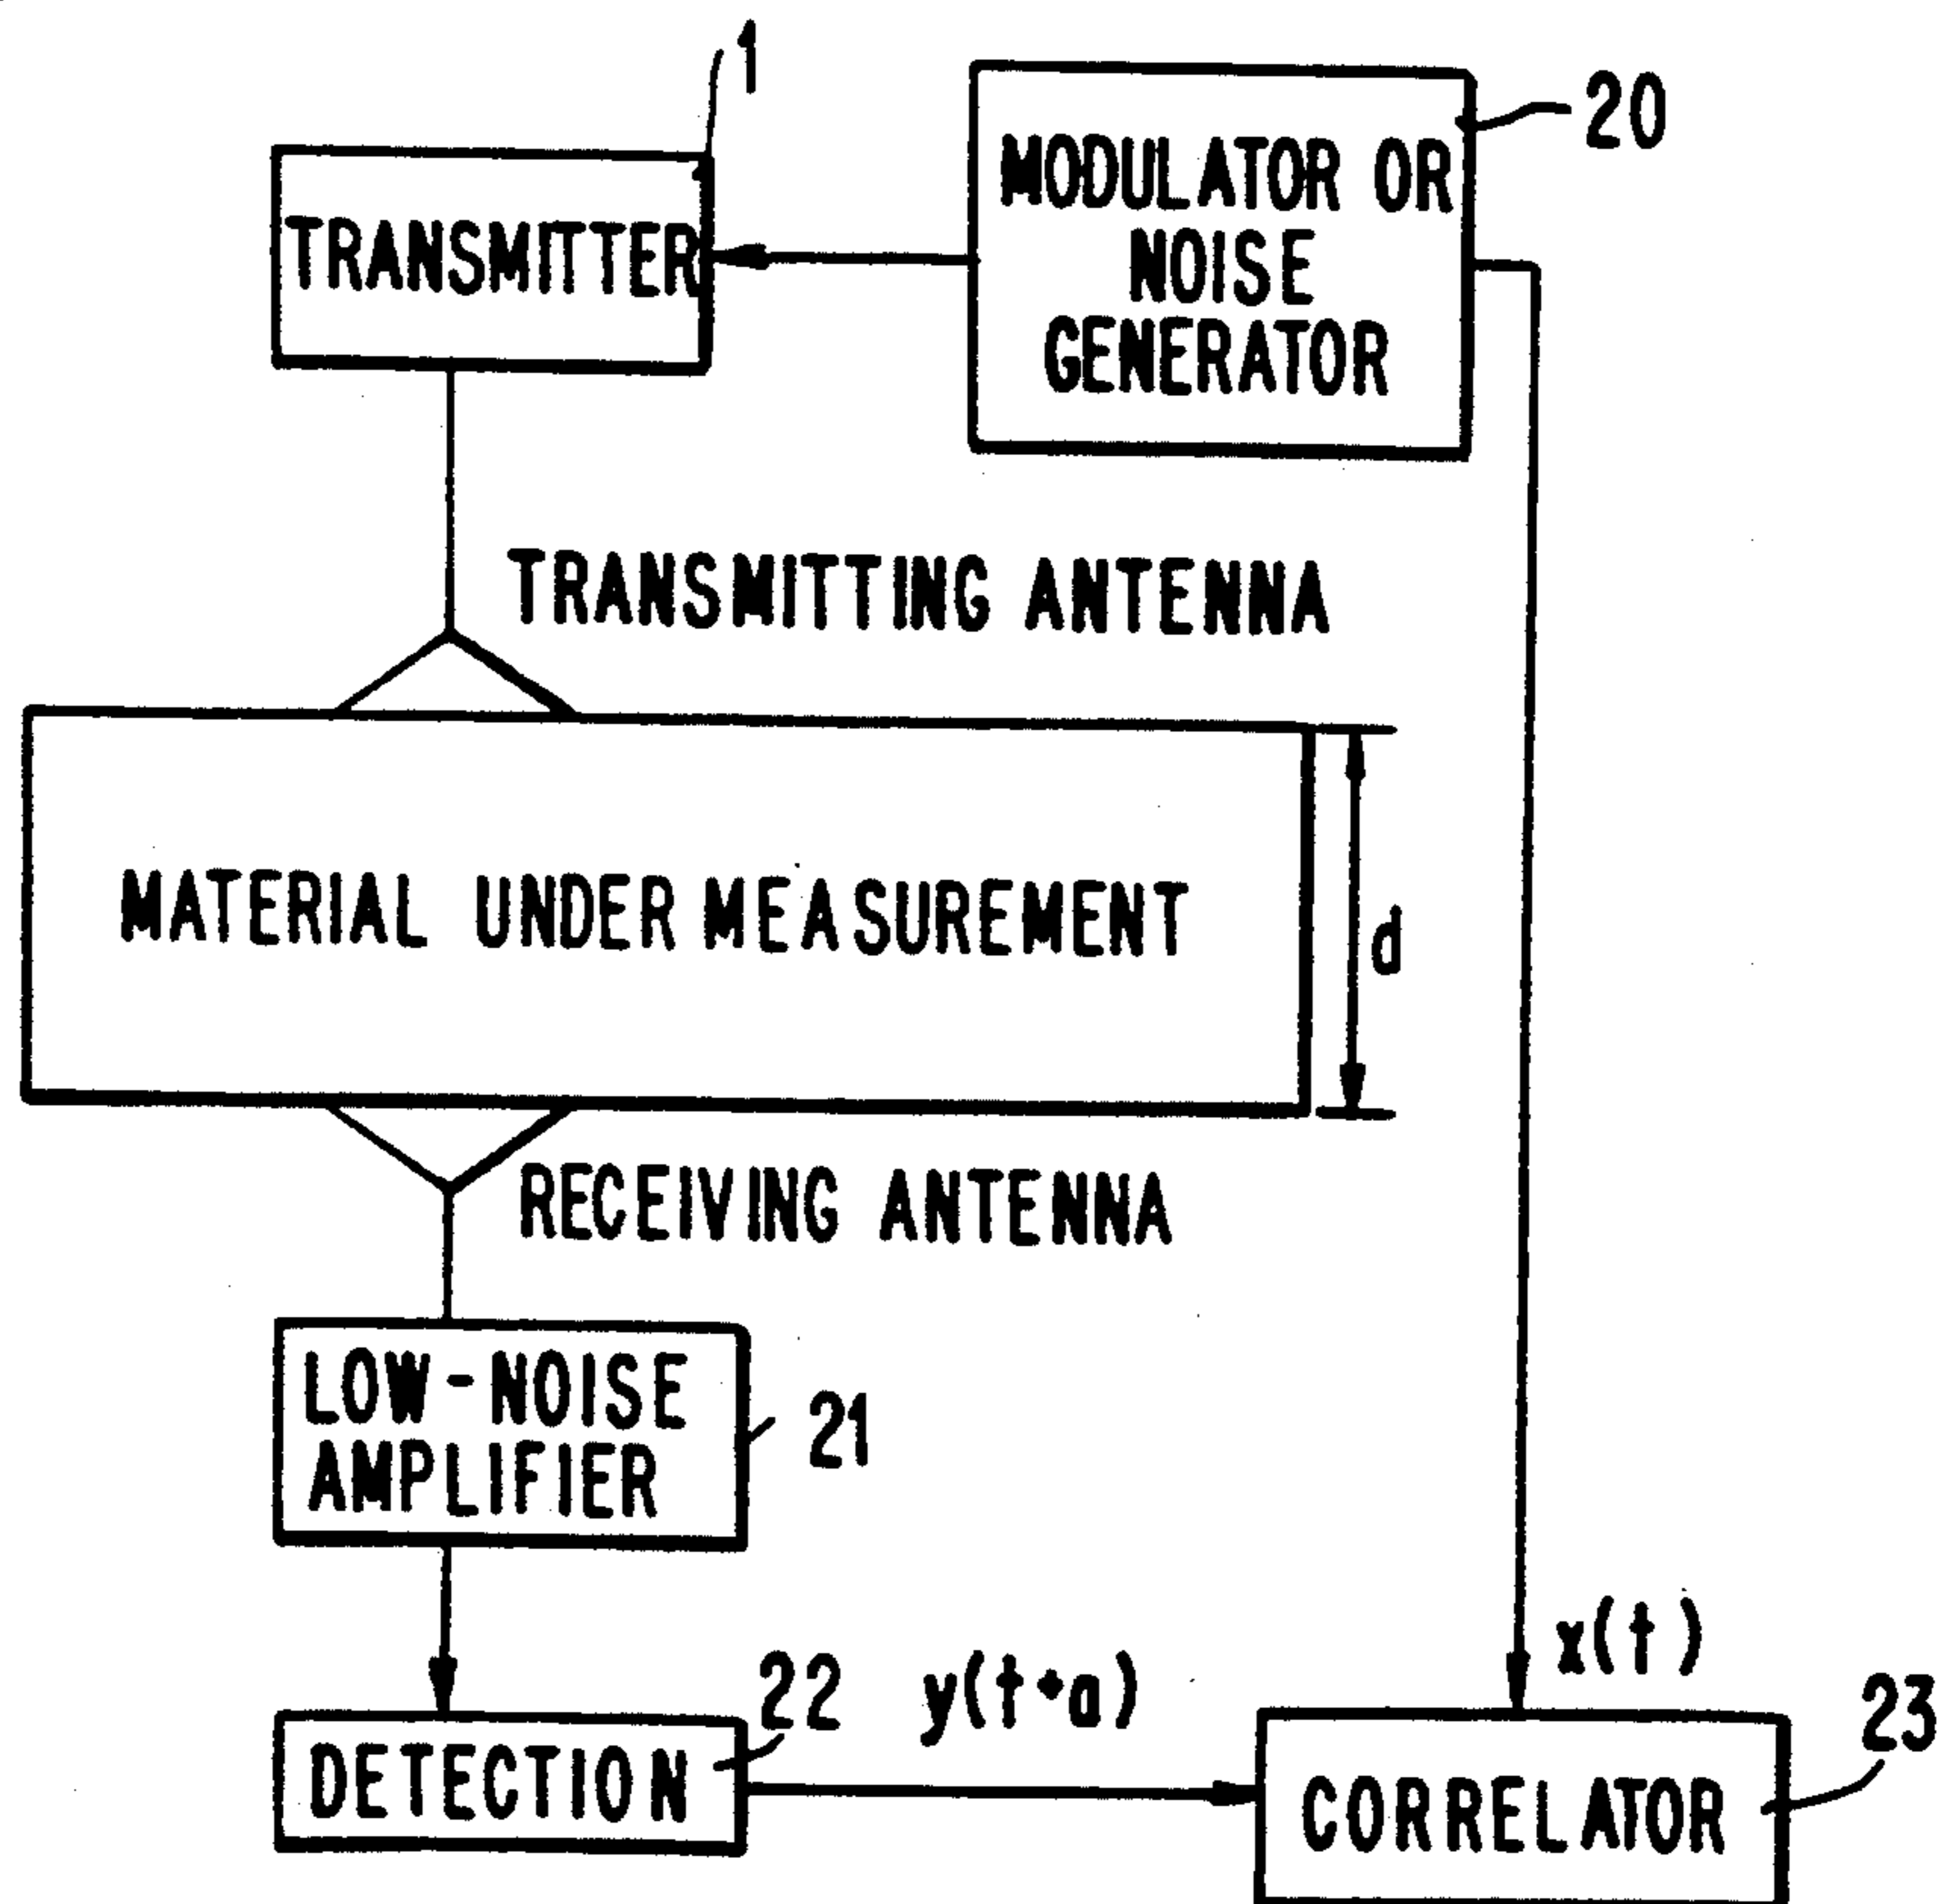 1
20
TRANSMITTER
MODULATOR OR
NOISE
GENERATOR
TRANSMITTING ANTENNA
MATERIAL UNDER MEASUREMENT
d
RECEIVING ANTENNA
LOW-NOISE
AMPLIFIER
21
x(t)
22
y(t+a)
23
DETECTION
CORRELATOR